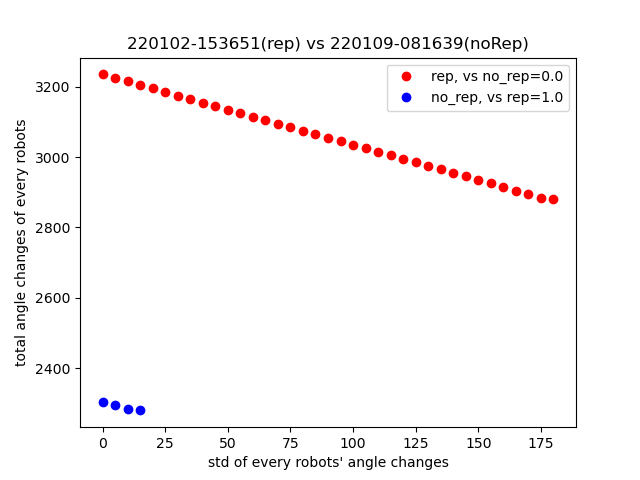 220102-153651(rep) vs 220109-081639(noRep)
rep, vs no_rep=0.0
no_rep, vs rep=1.0
total angle changes of every robots
3200
3000
2800
2600
2400
0 25 50 75 100 125 150 175
std of every robots' angle changes